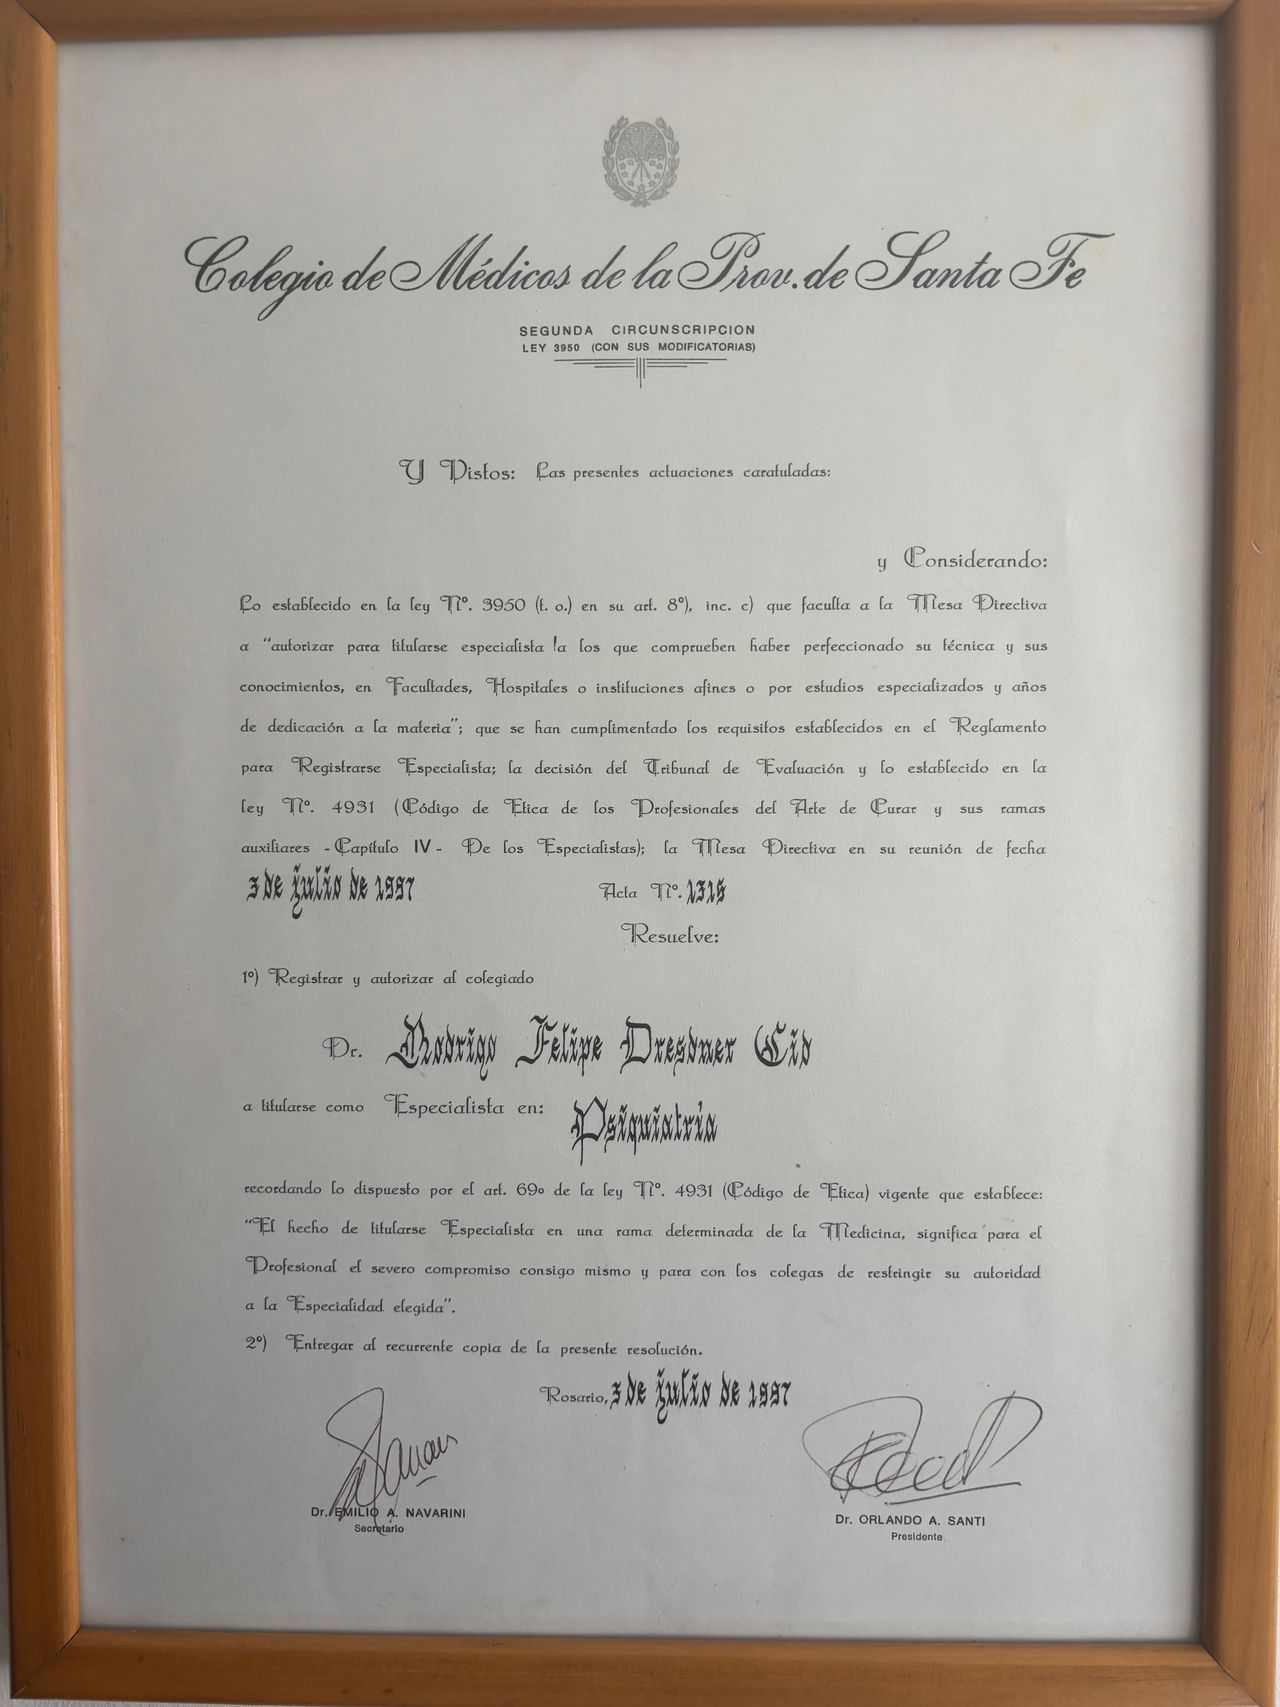 Colegio de Médicos de la Prov. de Santa Fe
SEGUNDA CIRCUNSCRIPCION
LEY 3950 (CON SUS MODIFICATORIAS)
Y Vistos: Las presentes actuaciones caratuladas:
y Considerando:
Lo establecido en la ley Nº. 3950 (t. o.) en su art. 8º), inc. c) que faculta a la Mesa Directiva
a "autorizar para titularse especialista a los que comprueben haber perfeccionado su técnica y sus
conocimientos, en Facultades, Hospitales o instituciones afines o por estudios especializados y años
de dedicación a la materia"; que se han cumplimentado los requisitos establecidos en el Reglamento
para Registrarse Especialista; la decisión del Tribunal de Evaluación y lo establecido en la
ley Nº. 4931 (Código de Etica de los Profesionales del Arte de Curar y sus ramas
auxiliares - Capítulo IV - De los Especialistas); la Mesa Directiva en su reunión de fecha
3 de julio de 1997 Acta Nº. 1315
Resuelve:
1º) Registrar y autorizar al colegiado
Dr. Rodrigo Felipe Dresdner Cid
a titularse como Especialista en: Psiquiatría
recordando lo dispuesto por el art. 69º de la ley Nº. 4931 (Código de Etica) vigente que establece:
"El hecho de titularse Especialista en una rama determinada de la Medicina, significa para el
Profesional el severo compromiso consigo mismo y para con los colegas de restringir su autoridad
a la Especialidad elegida".
2º) Entregar al recurrente copia de la presente resolución.
Rosario, 3 de julio de 1997
Dr. EMILIO A. NAVARINI
Secretario
Dr. ORLANDO A. SANTI
Presidente